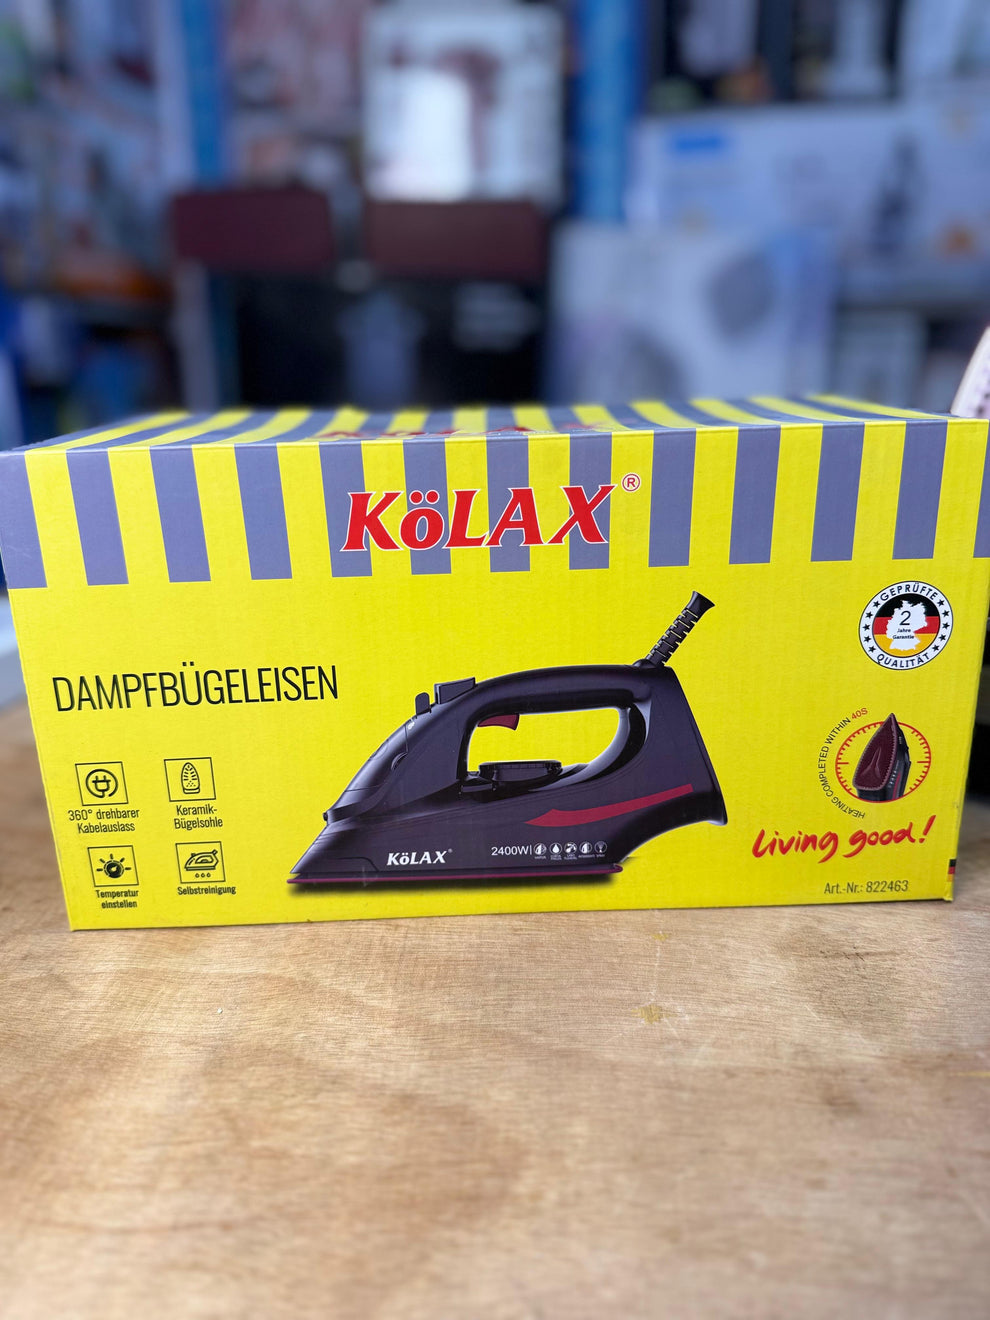 KöLAX®
GEPRÜFTE
2
Jahre
Garantie
QUALITÄT
DAMPFBÜGELEISEN
360° drehbarer
Kabelauslass
Keramik-
Bügelsohle
Temperatur
einstellen
Selbstreinigung
KöLAX®
2400W
HEATING COMPLETED WITHIN 40S
Living good!
Art.-Nr.: 822463